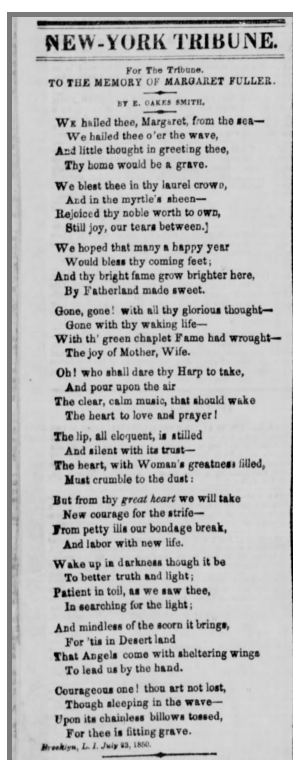 NEW-YORK TRIBUNE.
For The Tribune.
TO THE MEMORY OF MARGARET FULLER.
BY E. OAKES SMITH.
WE hailed thee, Margaret, from the sea—
We hailed thee o'er the wave,
And little thought in greeting thee,
Thy home would be a grave.
We blest thee in thy laurel crown,
And in the myrtle's sheen—
Rejoiced thy noble worth to own,
Still joy, our tears between.]
We hoped that many a happy year
Would bless thy coming feet;
And thy bright fame grow brighter here,
By Fatherland made sweet.
Gone, gone! with all thy glorious thought—
Gone with thy waking life—
With th' green chaplet Fame had wrought—
The joy of Mother, Wife.
Oh! who shall dare thy Harp to take,
And pour upon the air
The clear, calm music, that should wake
The heart to love and prayer!
The lip, all eloquent, is stilled
And silent with its trust—
The heart, with Woman's greatness filled,
Must crumble to the dust:
But from thy great heart we will take
New courage for the strife—
From petty ills our bondage break,
And labor with new life.
Wake up in darkness though it be
To better truth and light;
Patient in toil, as we saw thee,
In searching for the light;
And mindless of the scorn it brings,
For 'tis in Desert land
That Angels come with sheltering wings
To lead us by the hand.
Courageous one! thou art not lost,
Though sleeping in the wave—
Upon its chainless billows tossed,
For thee is fitting grave.
Brooklyn, L. I. July 23, 1850.